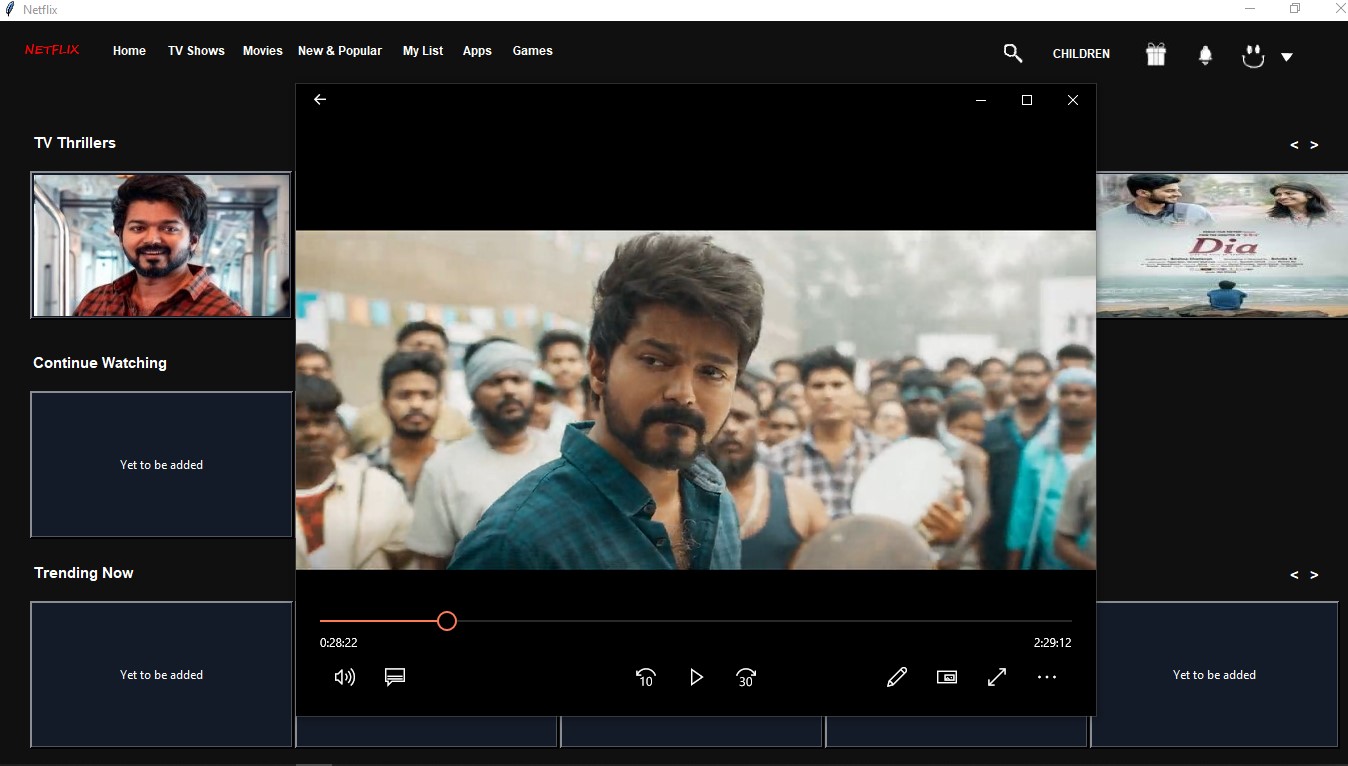 Netflix
NETFLIX Home TV Shows Movies New & Popular My List Apps Games CHILDREN
TV Thrillers < >
Dia
Continue Watching
Yet to be added
Trending Now < >
0:28:22 2:29:12
10 30
Yet to be added Yet to be added